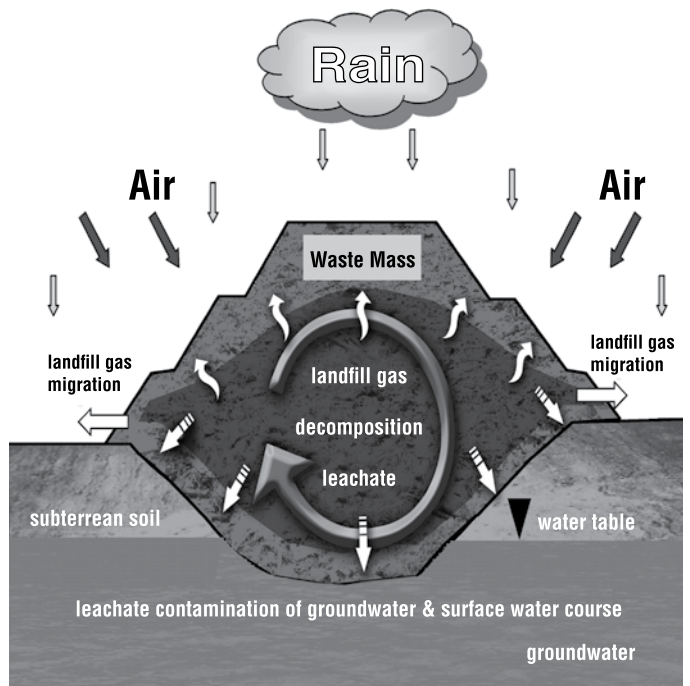 Rain
Air
Air
Waste Mass
landfill gas
migration
landfill gas
migration
landfill gas
decomposition
leachate
subterrean soil
water table
leachate contamination of groundwater & surface water course
groundwater